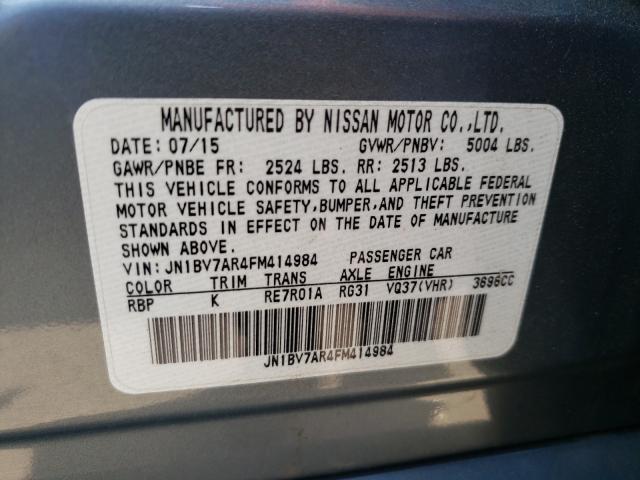 MANUFACTURED BY NISSAN MOTOR CO.,LTD.
DATE: 07/15 GVWR/PNBV: 5004 LBS.
GAWR/PNBE FR: 2524 LBS. RR: 2513 LBS.
THIS VEHICLE CONFORMS TO ALL APPLICABLE FEDERAL
MOTOR VEHICLE SAFETY,BUMPER,AND THEFT PREVENTION
STANDARDS IN EFFECT ON THE DATE OF MANUFACTURE
SHOWN ABOVE.
VIN: JN1BV7AR4FM414984 PASSENGER CAR
COLOR TRIM TRANS AXLE ENGINE
RBP K RE7R01A RG31 VQ37(VHR) 3696CC
JN1BV7AR4FM414984